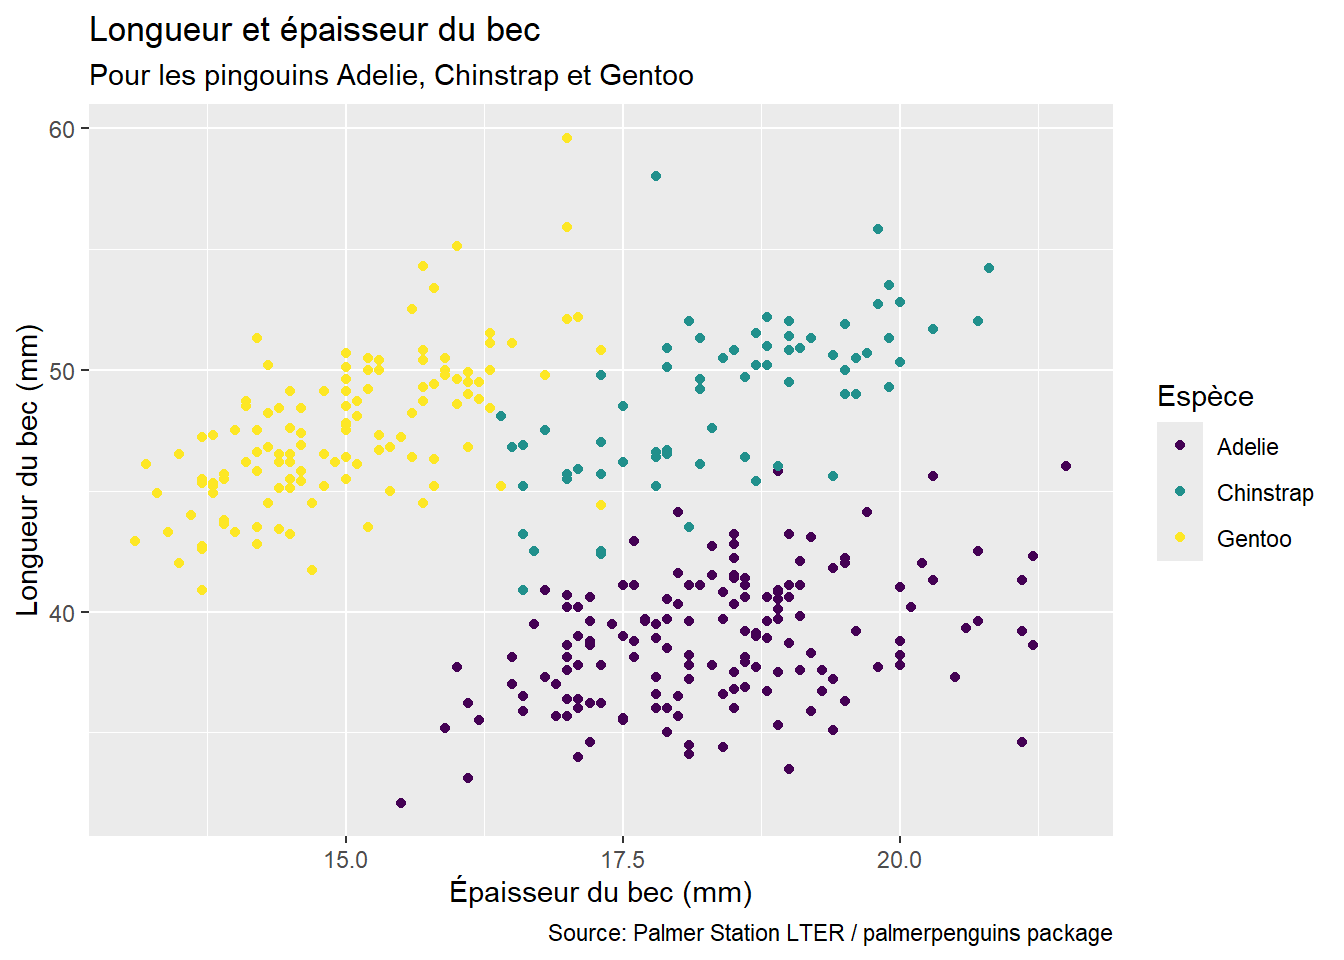 Longueur et épaisseur du bec
Pour les pingouins Adelie, Chinstrap et Gentoo
60
50
40
Longueur du bec (mm)
15.0
17.5
20.0
Épaisseur du bec (mm)
Espèce
Adelie
Chinstrap
Gentoo
Source: Palmer Station LTER / palmerpenguins package